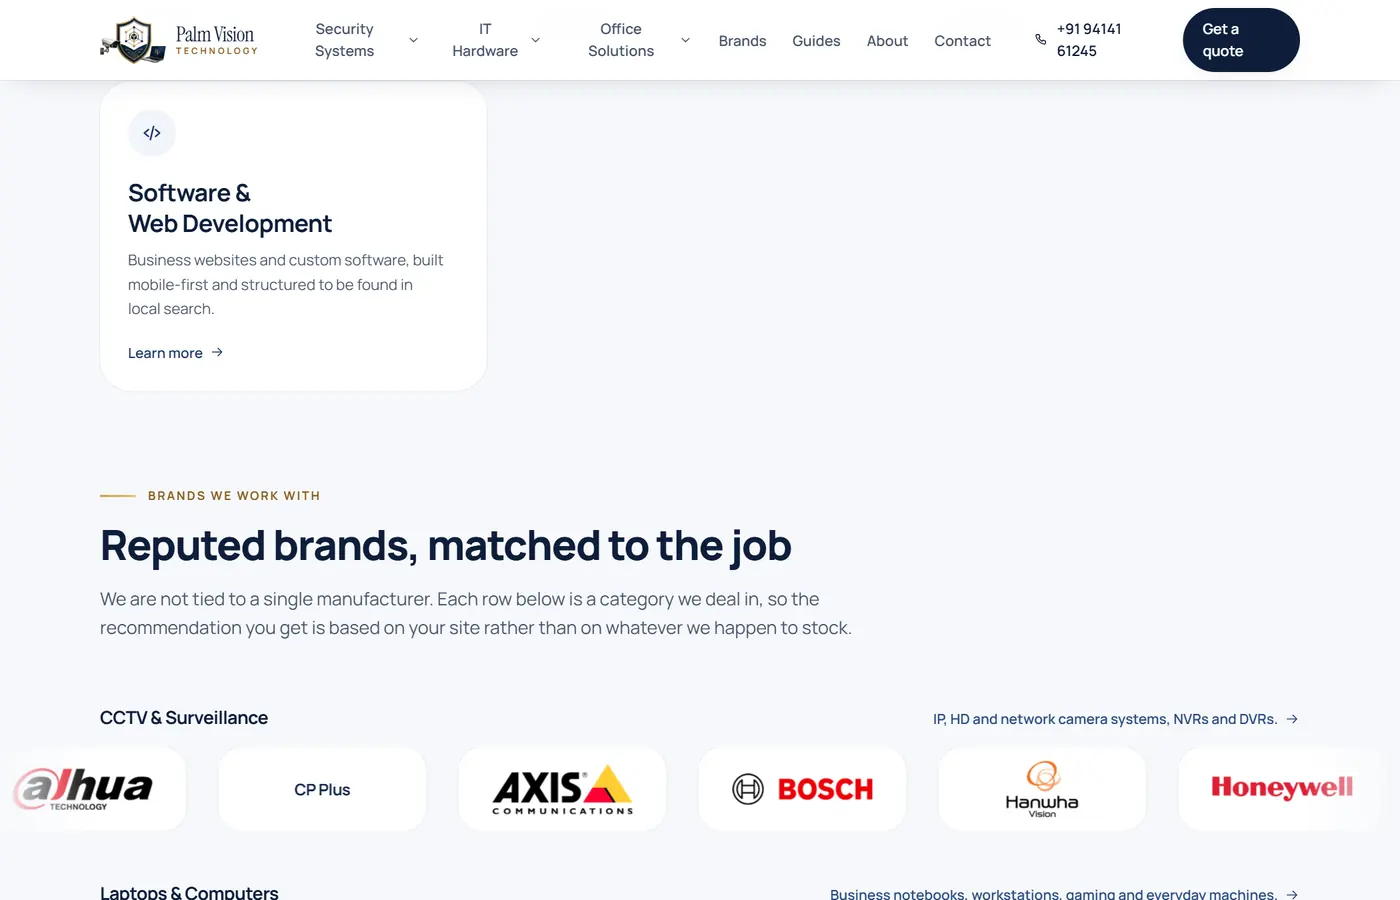 Palm Vision
TECHNOLOGY
Security
Systems
IT
Hardware
Office
Solutions
Brands
Guides
About
Contact
+91 94141
61245
Get a
quote
Software &
Web Development
Business websites and custom software, built
mobile-first and structured to be found in
local search.
Learn more
BRANDS WE WORK WITH
Reputed brands, matched to the job
We are not tied to a single manufacturer. Each row below is a category we deal in, so the
recommendation you get is based on your site rather than on whatever we happen to stock.
CCTV & Surveillance
IP, HD and network camera systems, NVRs and DVRs.
alhua
TECHNOLOGY
CP Plus
AXIS
COMMUNICATIONS
BOSCH
Hanwha
Vision
Honeywell
Laptops & Computers
Business notebooks, workstations, gaming and everyday machines.